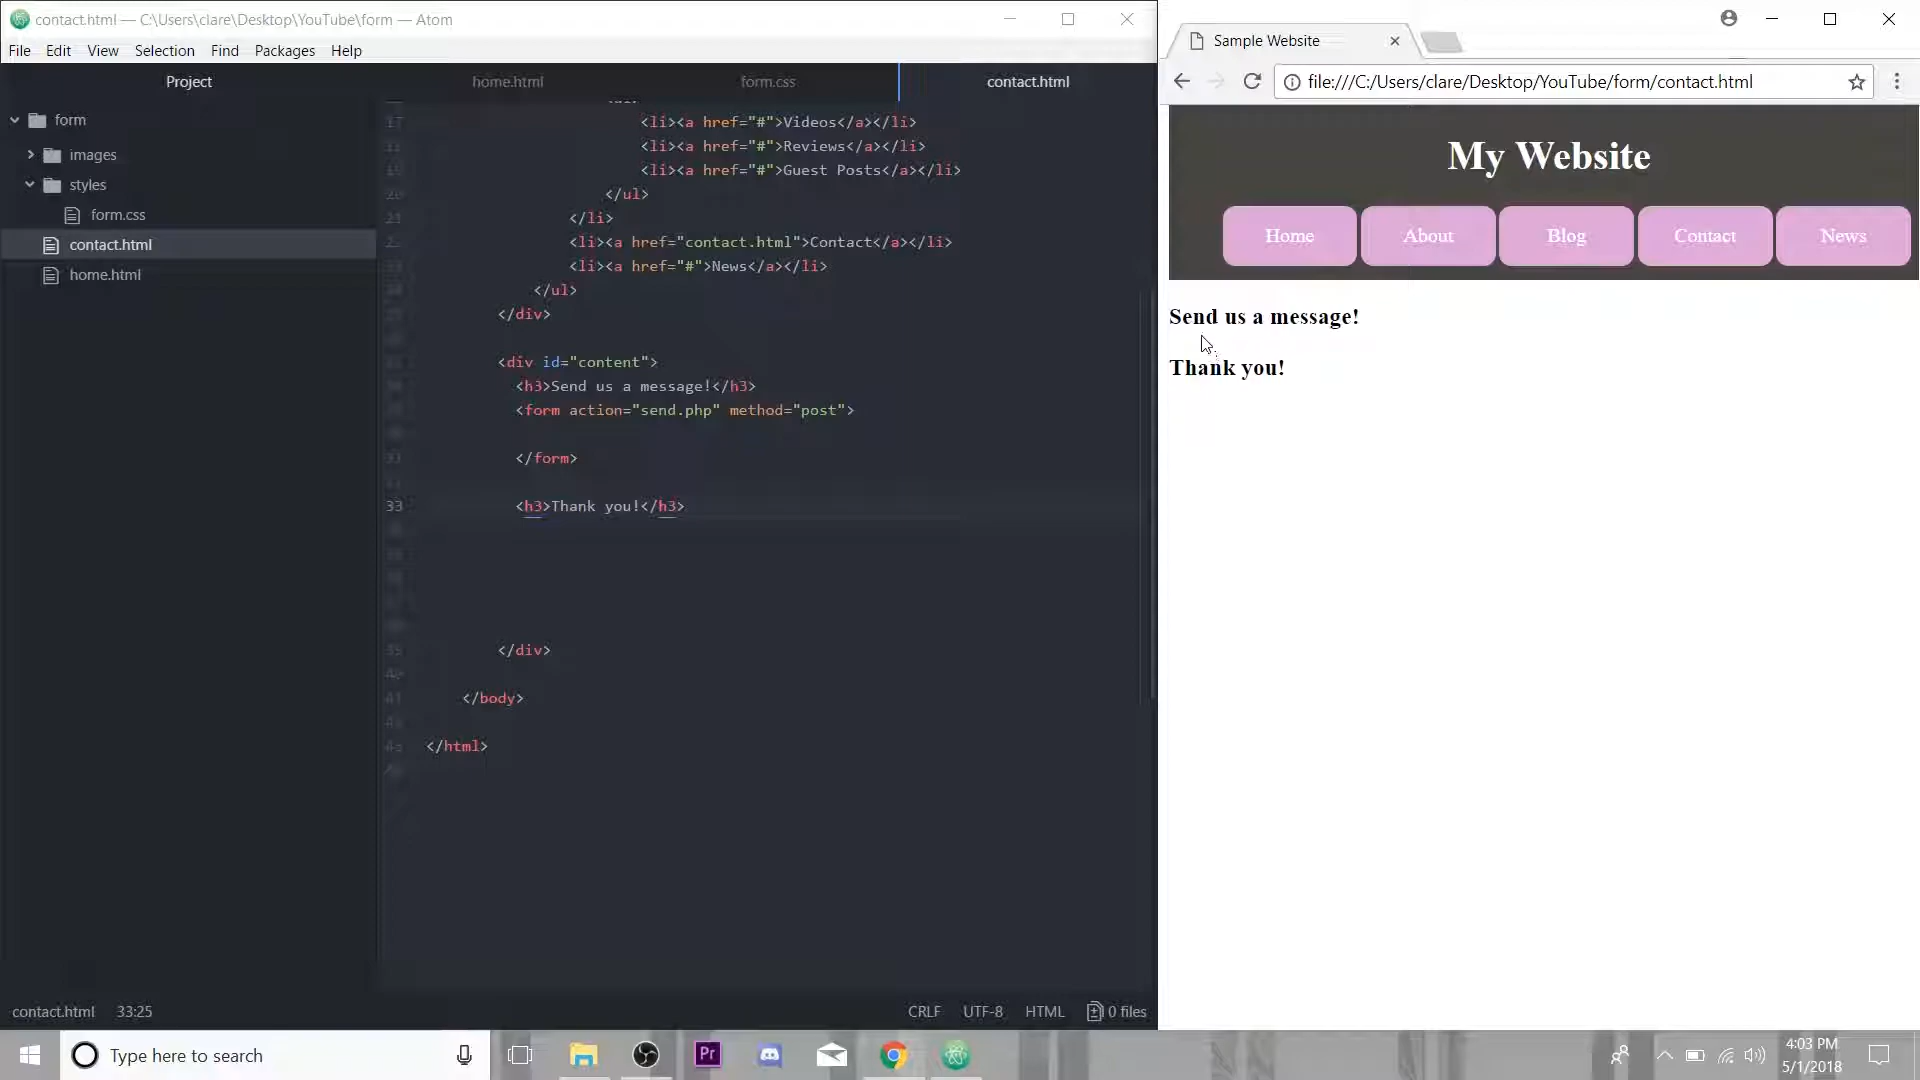 contact.html — C:\Users\clare\Desktop\YouTube\form — Atom
File Edit View Selection Find Packages Help
Project
form
images
styles
form.css
contact.html
home.html
home.html form.css contact.html
17 <li><a href="#">Videos</a></li>
<li><a href="#">Reviews</a></li>
19 <li><a href="#">Guest Posts</a></li>
20 </ul>
21 </li>
<li><a href="contact.html">Contact</a></li>
<li><a href="#">News</a></li>
</ul>
</div>
<div id="content">
<h3>Send us a message!</h3>
<form action="send.php" method="post">
</form>
33 <h3>Thank you!</h3>
</div>
</body>
</html>
contact.html 33:25 CRLF UTF-8 HTML 0 files
Sample Website
file:///C:/Users/clare/Desktop/YouTube/form/contact.html
My Website
Home About Blog Contact News
Send us a message!
Thank you!
Type here to search
Pr
4:03 PM
5/1/2018